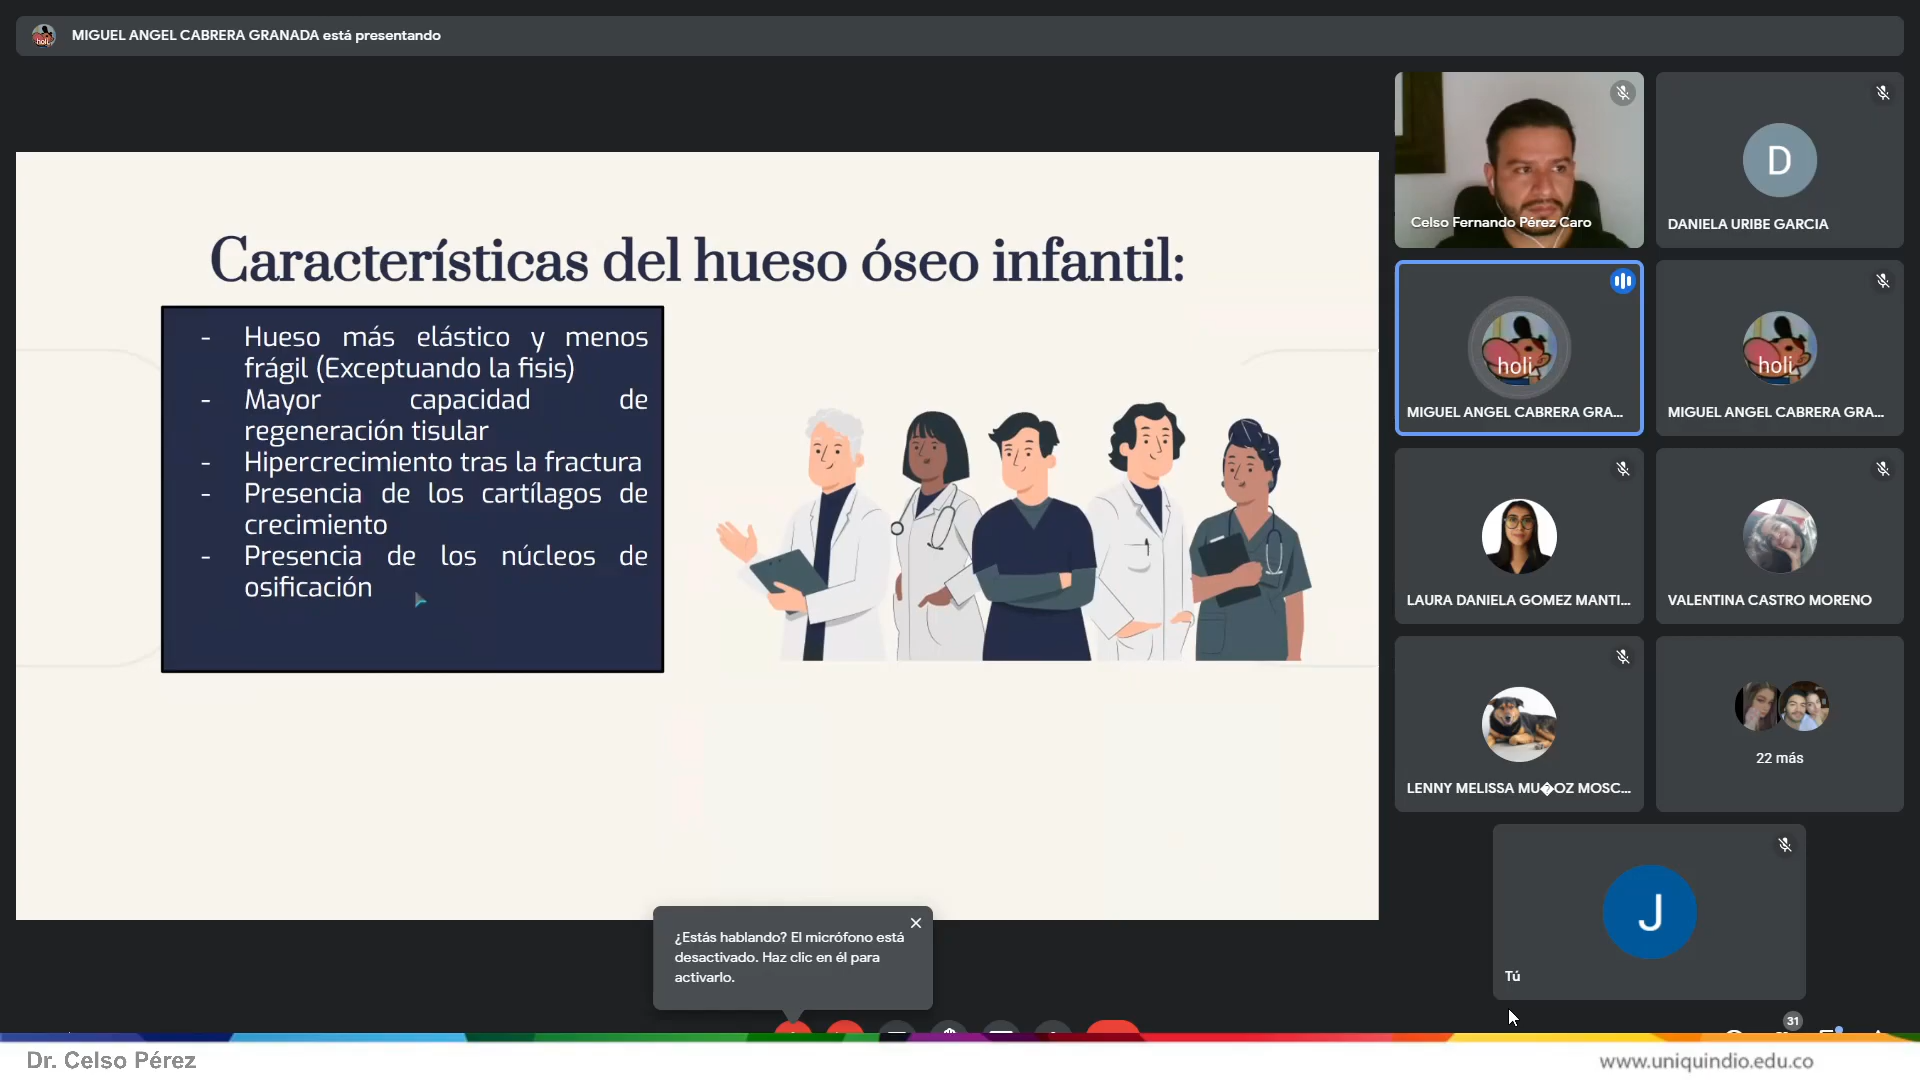 MIGUEL ANGEL CABRERA GRANADA está presentando
Características del hueso óseo infantil:
- Hueso más elástico y menos
frágil (Exceptuando la fisis)
- Mayor capacidad de
regeneración tisular
- Hipercrecimiento tras la fractura
- Presencia de los cartílagos de
crecimiento
- Presencia de los núcleos de
osificación
Celso Fernando Pérez Caro
D
DANIELA URIBE GARCIA
holi
MIGUEL ANGEL CABRERA GRA...
holi
MIGUEL ANGEL CABRERA GRA...
LAURA DANIELA GOMEZ MANTI...
VALENTINA CASTRO MORENO
LENNY MELISSA MU�OZ MOSC...
22 más
J
Tú
¿Estás hablando? El micrófono está
desactivado. Haz clic en él para
activarlo.
31
Dr. Celso Pérez
www.uniquindio.edu.co